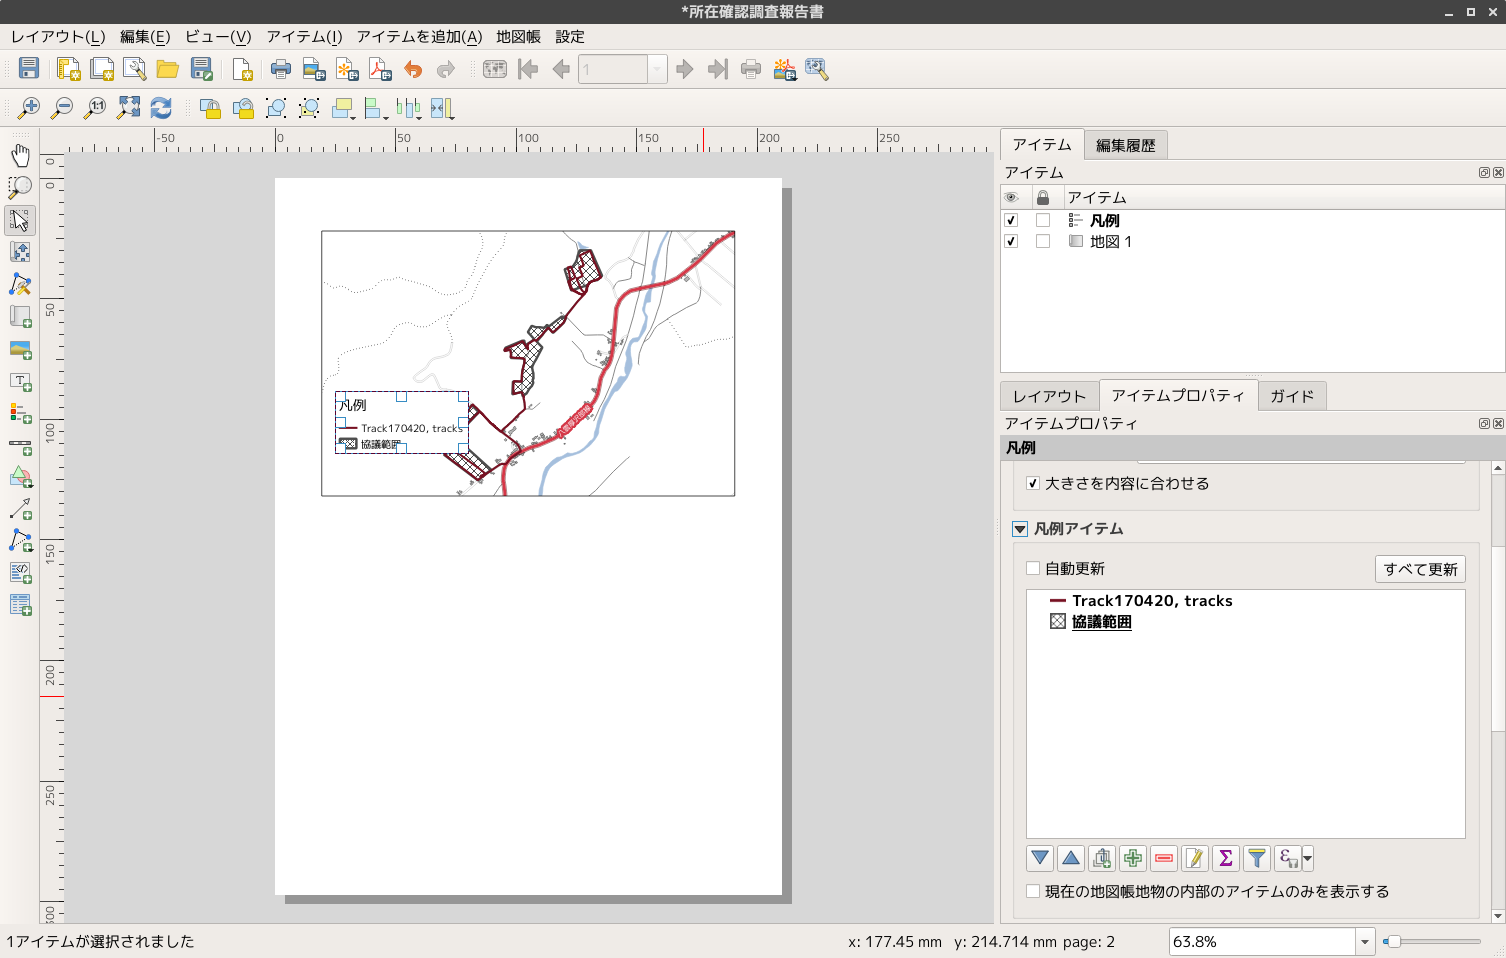 *所在確認調査報告書
レイアウト(L) 編集(E) ビュー(V) アイテム(I) アイテムを追加(A) 地図帳 設定
1
1:1
-50 0 50 100 150 200 250
0
0
50
100
150
200
250
300
凡例
Track170420, tracks
協議範囲
アイテム 編集履歴
アイテム
アイテム
凡例
地図 1
レイアウト アイテムプロパティ ガイド
アイテムプロパティ
凡例
大きさを内容に合わせる
凡例アイテム
自動更新 すべて更新
Track170420, tracks
協議範囲
現在の地図帳地物の内部のアイテムのみを表示する
1アイテムが選択されました x: 177.45 mm y: 214.714 mm page: 2 63.8%